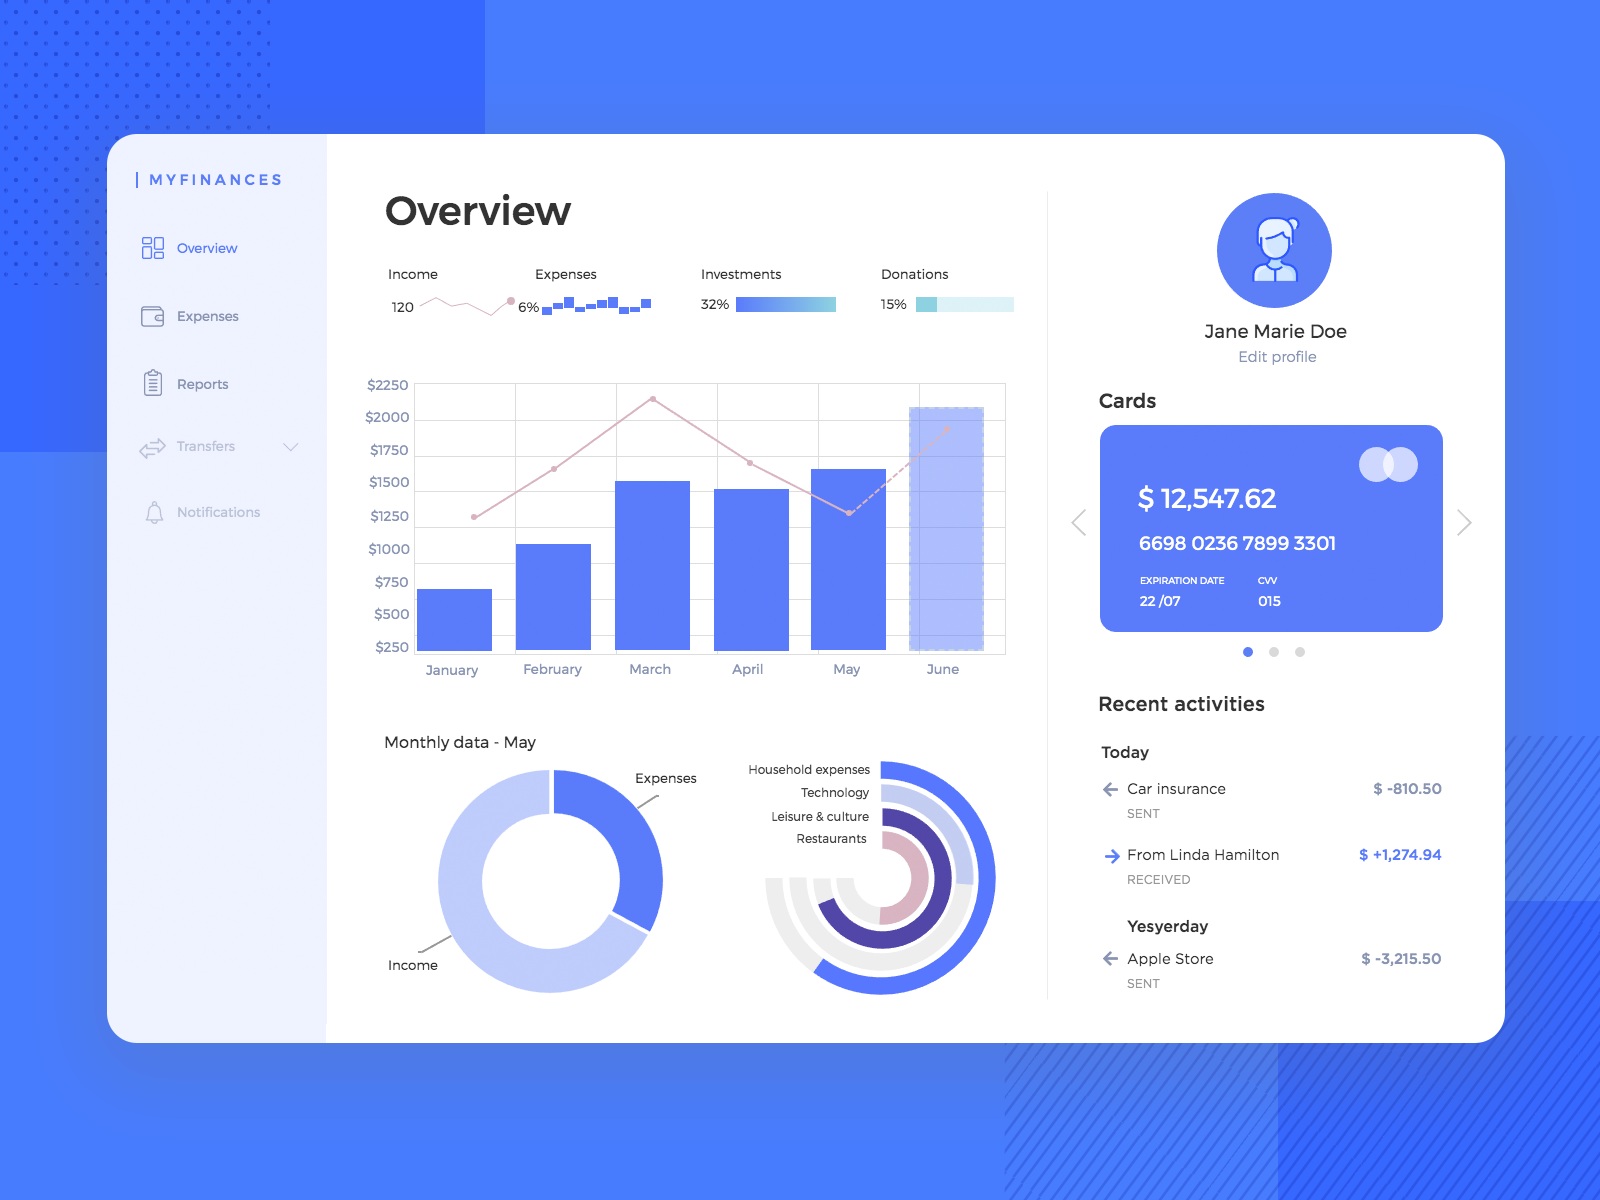 MYFINANCES
Overview
Expenses
Reports
Transfers
Notifications
Overview
Income Expenses Investments Donations
120 6% 32% 15%
$2250
$2000
$1750
$1500
$1250
$1000
$750
$500
$250
January February March April May June
Monthly data - May
Expenses
Income
Household expenses
Technology
Leisure & culture
Restaurants
Jane Marie Doe
Edit profile
Cards
$ 12,547.62
6698 0236 7899 3301
EXPIRATION DATE CVV
22 /07 015
Recent activities
Today
Car insurance $ -810.50
SENT
From Linda Hamilton $ +1,274.94
RECEIVED
Yesyerday
Apple Store $ -3,215.50
SENT